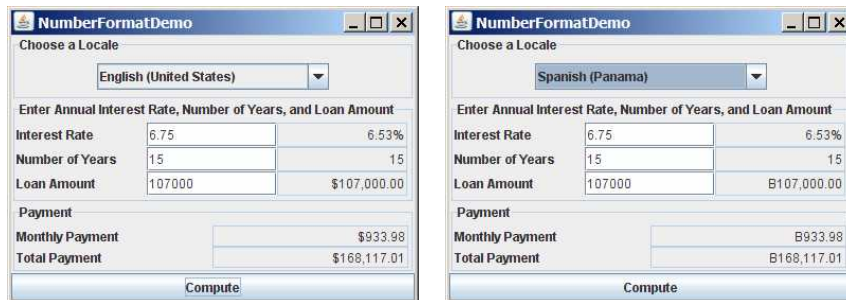 NumberFormatDemo
Choose a Locale
English (United States)
Enter Annual Interest Rate, Number of Years, and Loan Amount
Interest Rate 6.75 6.53%
Number of Years 15 15
Loan Amount 107000 $107,000.00
Payment
Monthly Payment $933.98
Total Payment $168,117.01
Compute
NumberFormatDemo
Choose a Locale
Spanish (Panama)
Enter Annual Interest Rate, Number of Years, and Loan Amount
Interest Rate 6.75 6.53%
Number of Years 15 15
Loan Amount 107000 B107,000.00
Payment
Monthly Payment B933.98
Total Payment B168,117.01
Compute